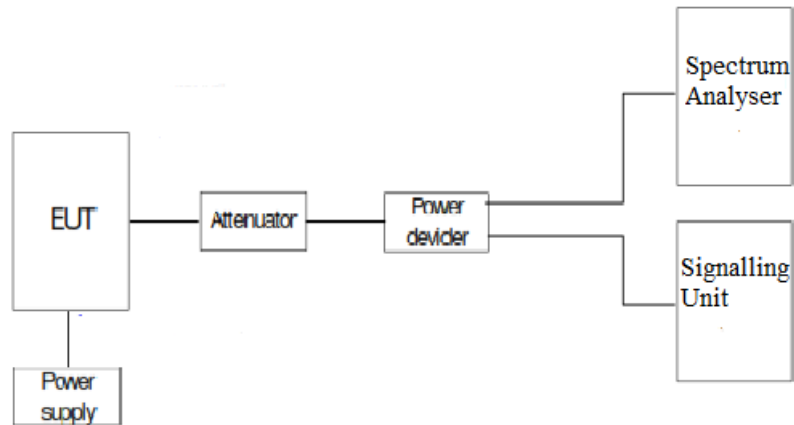 Spectrum
Analyser
EUT
Attenuator
Power
devider
Signalling
Unit
Power
supply